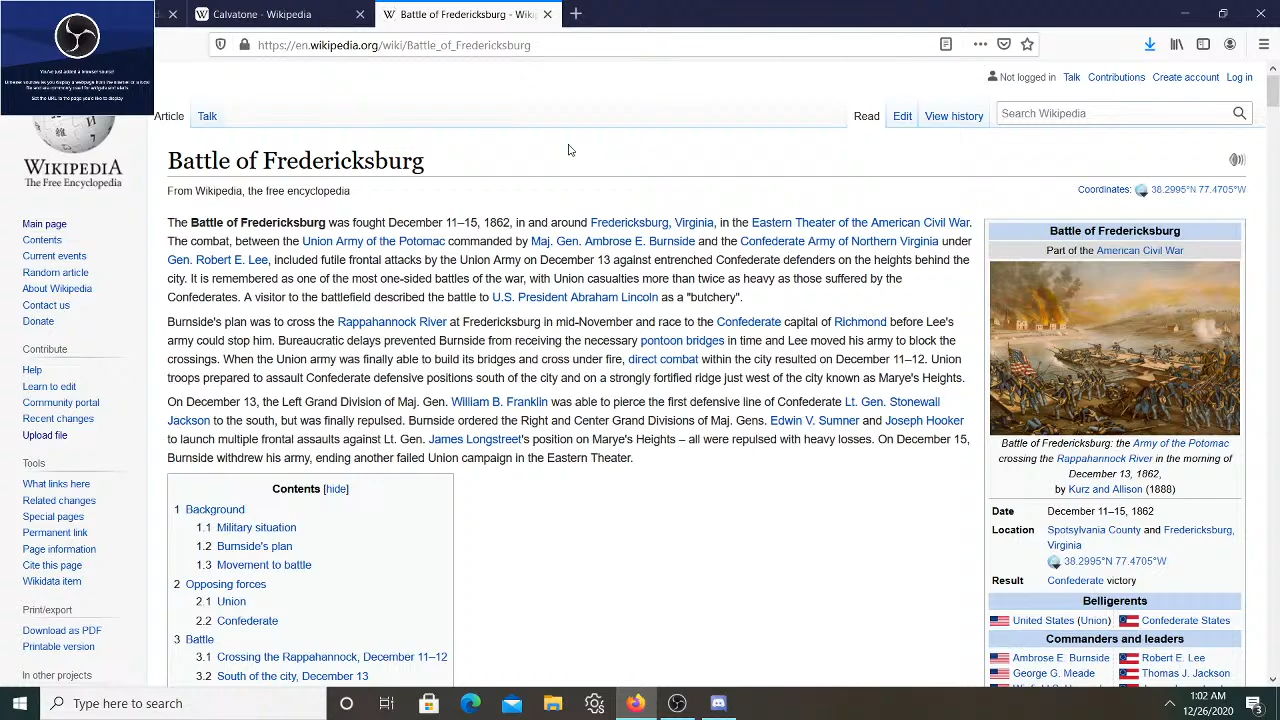 Calvatone - Wikipedia
Battle of Fredericksburg - Wiki
https://en.wikipedia.org/wiki/Battle_of_Fredericksburg
You've just added a browser source!
Set the URL to the page you'd like to display
Not logged in Talk Contributions Create account Log in
Article Talk Read Edit View history Search Wikipedia
WIKIPEDIA
The Free Encyclopedia
Main page
Contents
Current events
Random article
About Wikipedia
Contact us
Donate
Contribute
Help
Learn to edit
Community portal
Recent changes
Upload file
Tools
What links here
Related changes
Special pages
Permanent link
Page information
Cite this page
Wikidata item
Print/export
Download as PDF
Printable version
In other projects
Battle of Fredericksburg
From Wikipedia, the free encyclopedia
Coordinates: 38.2995°N 77.4705°W
The Battle of Fredericksburg was fought December 11–15, 1862, in and around Fredericksburg, Virginia, in the Eastern Theater of the American Civil War.
The combat, between the Union Army of the Potomac commanded by Maj. Gen. Ambrose E. Burnside and the Confederate Army of Northern Virginia under
Gen. Robert E. Lee, included futile frontal attacks by the Union Army on December 13 against entrenched Confederate defenders on the heights behind the
city. It is remembered as one of the most one-sided battles of the war, with Union casualties more than twice as heavy as those suffered by the
Confederates. A visitor to the battlefield described the battle to U.S. President Abraham Lincoln as a "butchery".
Burnside's plan was to cross the Rappahannock River at Fredericksburg in mid-November and race to the Confederate capital of Richmond before Lee's
army could stop him. Bureaucratic delays prevented Burnside from receiving the necessary pontoon bridges in time and Lee moved his army to block the
crossings. When the Union army was finally able to build its bridges and cross under fire, direct combat within the city resulted on December 11–12. Union
troops prepared to assault Confederate defensive positions south of the city and on a strongly fortified ridge just west of the city known as Marye's Heights.
On December 13, the Left Grand Division of Maj. Gen. William B. Franklin was able to pierce the first defensive line of Confederate Lt. Gen. Stonewall
Jackson to the south, but was finally repulsed. Burnside ordered the Right and Center Grand Divisions of Maj. Gens. Edwin V. Sumner and Joseph Hooker
to launch multiple frontal assaults against Lt. Gen. James Longstreet's position on Marye's Heights – all were repulsed with heavy losses. On December 15,
Burnside withdrew his army, ending another failed Union campaign in the Eastern Theater.
Contents [hide]
1 Background
1.1 Military situation
1.2 Burnside's plan
1.3 Movement to battle
2 Opposing forces
2.1 Union
2.2 Confederate
3 Battle
3.1 Crossing the Rappahannock, December 11–12
3.2 South of the city, December 13
Battle of Fredericksburg
Part of the American Civil War
Battle of Fredericksburg: the Army of the Potomac
crossing the Rappahannock River in the morning of
December 13, 1862,
by Kurz and Allison (1888)
Date December 11–15, 1862
Location Spotsylvania County and Fredericksburg,
Virginia
38.2995°N 77.4705°W
Result Confederate victory
Belligerents
United States (Union) Confederate States
Commanders and leaders
Ambrose E. Burnside Robert E. Lee
George G. Meade Thomas J. Jackson
Type here to search
1:02 AM
12/26/2020
3